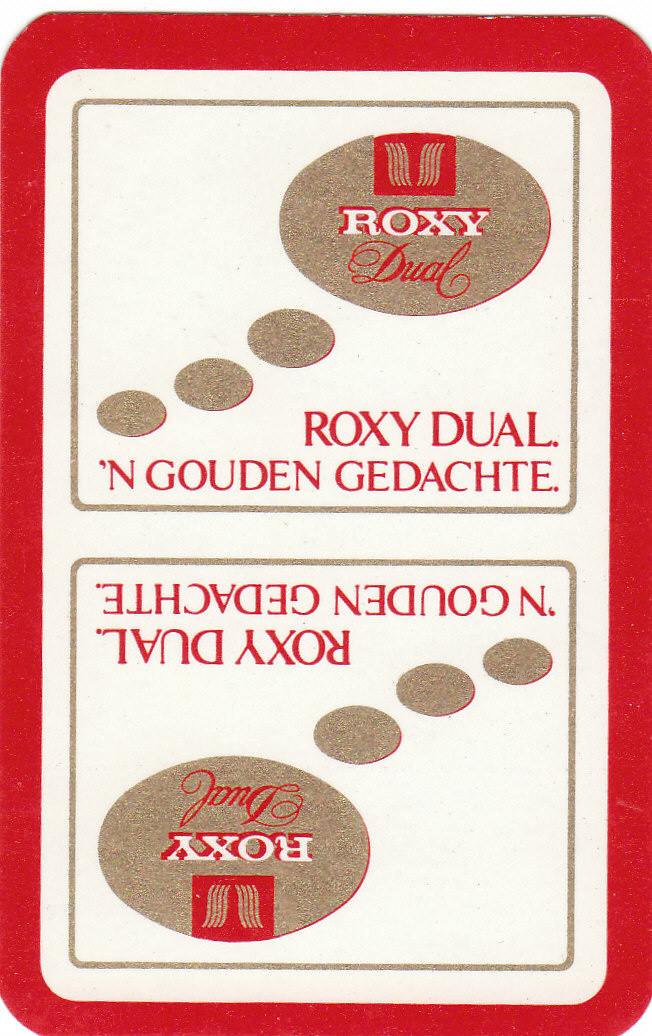 ROXY
Dual
ROXY DUAL.
'N GOUDEN GEDACHTE.
ROXY DUAL.
'N GOUDEN GEDACHTE.
ROXY
Dual